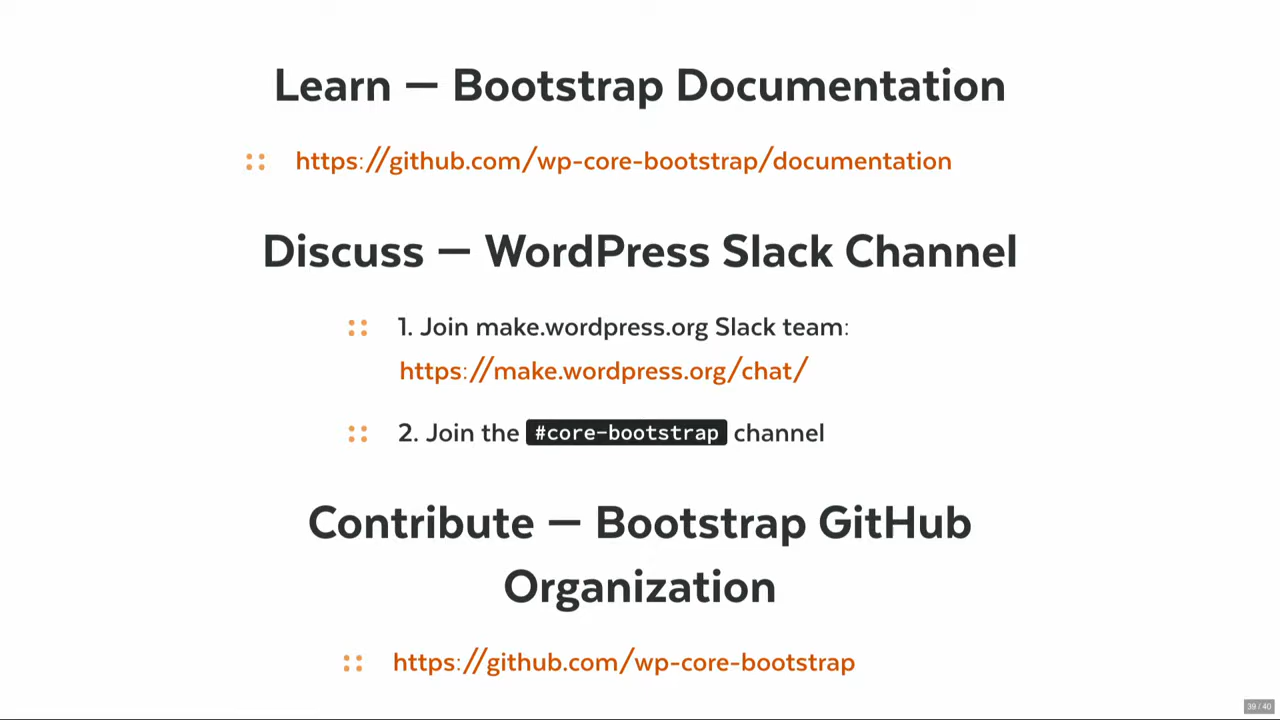 Learn — Bootstrap Documentation
https://github.com/wp-core-bootstrap/documentation
Discuss — WordPress Slack Channel
1. Join make.wordpress.org Slack team:
https://make.wordpress.org/chat/
2. Join the #core-bootstrap channel
Contribute — Bootstrap GitHub
Organization
https://github.com/wp-core-bootstrap
39 / 40